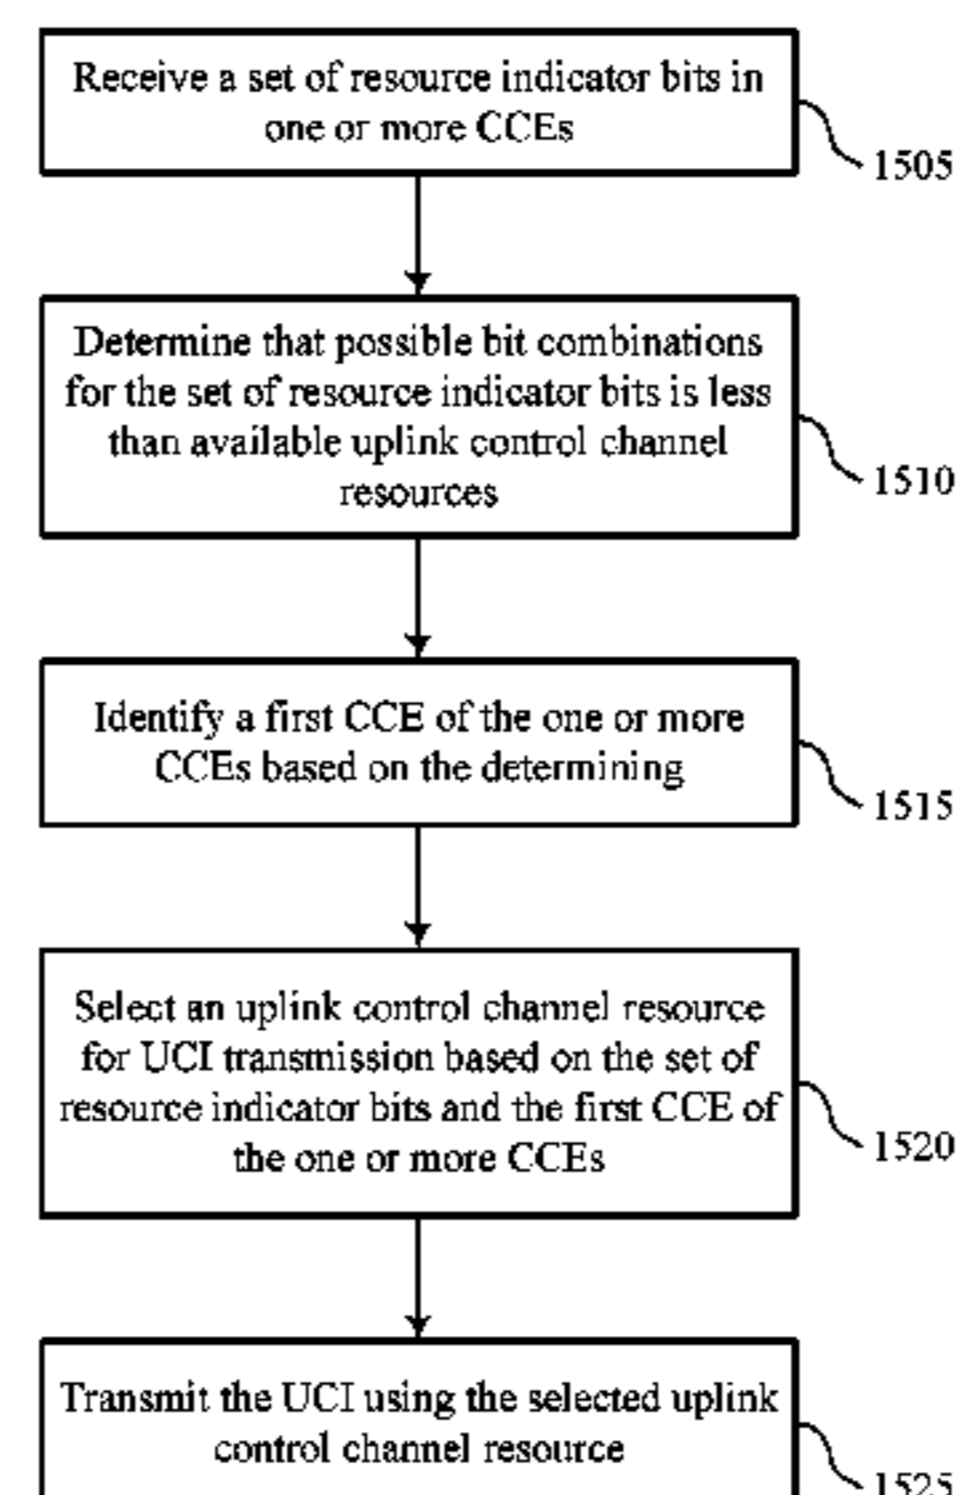 Receive a set of resource indicator bits in
one or more CCEs
1505
Determine that possible bit combinations
for the set of resource indicator bits is less
than available uplink control channel
resources
1510
Identify a first CCE of the one or more
CCEs based on the determining
1515
Select an uplink control channel resource
for UCI transmission based on the set of
resource indicator bits and the first CCE of
the one or more CCEs
1520
Transmit the UCI using the selected uplink
control channel resource
1525